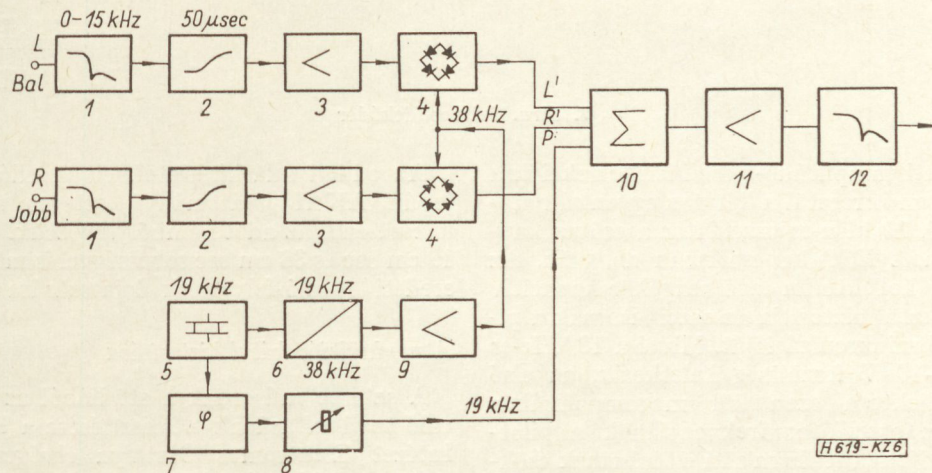 0-15 kHz 50 μsec
L
Bal
1 2 3 4
38 kHz
L'
R'
P
Σ
10 11 12
R
Jobb
1 2 3 4
19 kHz 19 kHz
38 kHz
5 6 9
φ
19 kHz
7 8
H619-KZ6